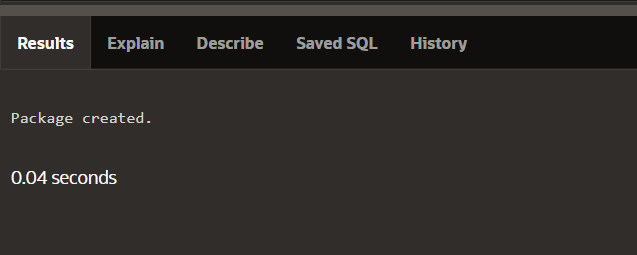 Results Explain Describe Saved SQL History
Package created.
0.04 seconds